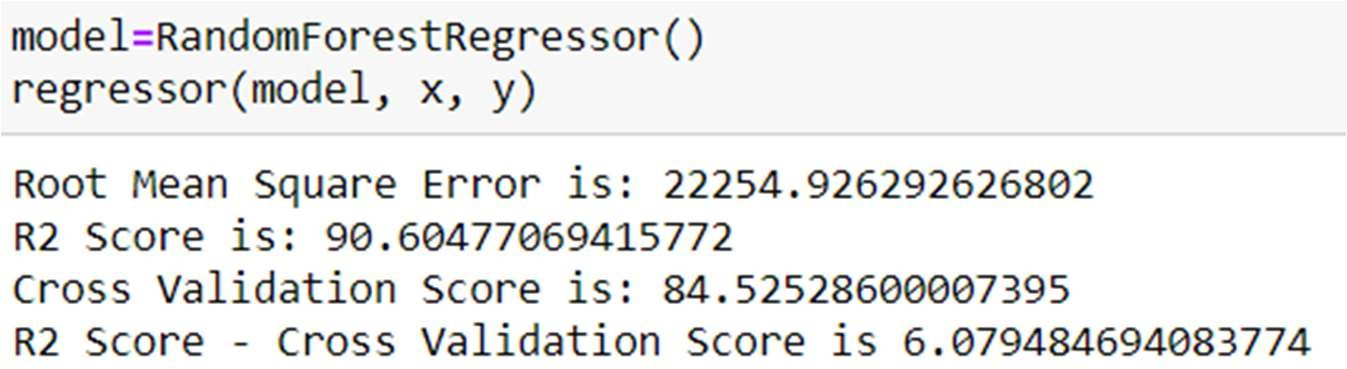 model=RandomForestRegressor()
regressor(model, x, y)
Root Mean Square Error is: 22254.926292626802
R2 Score is: 90.60477069415772
Cross Validation Score is: 84.52528600007395
R2 Score - Cross Validation Score is 6.079484694083774